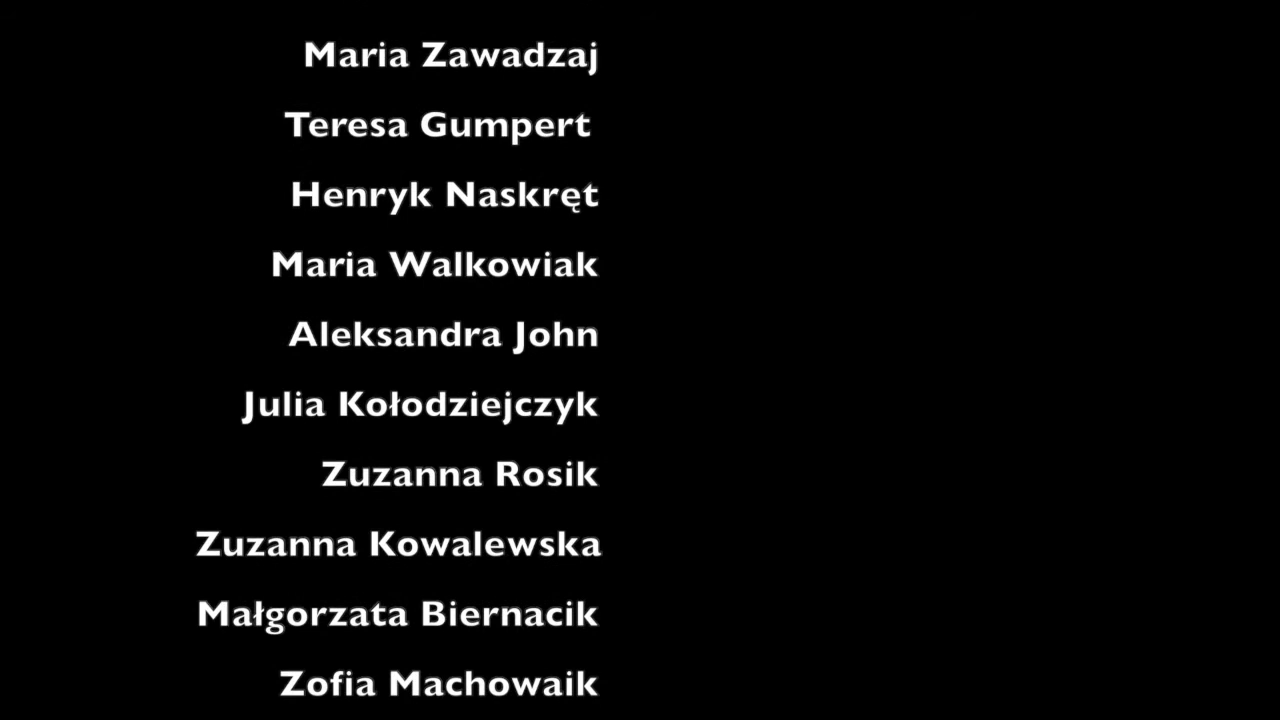 Maria Zawadzaj
Teresa Gumpert
Henryk Naskręt
Maria Walkowiak
Aleksandra John
Julia Kołodziejczyk
Zuzanna Rosik
Zuzanna Kowalewska
Małgorzata Biernacik
Zofia Machowaik